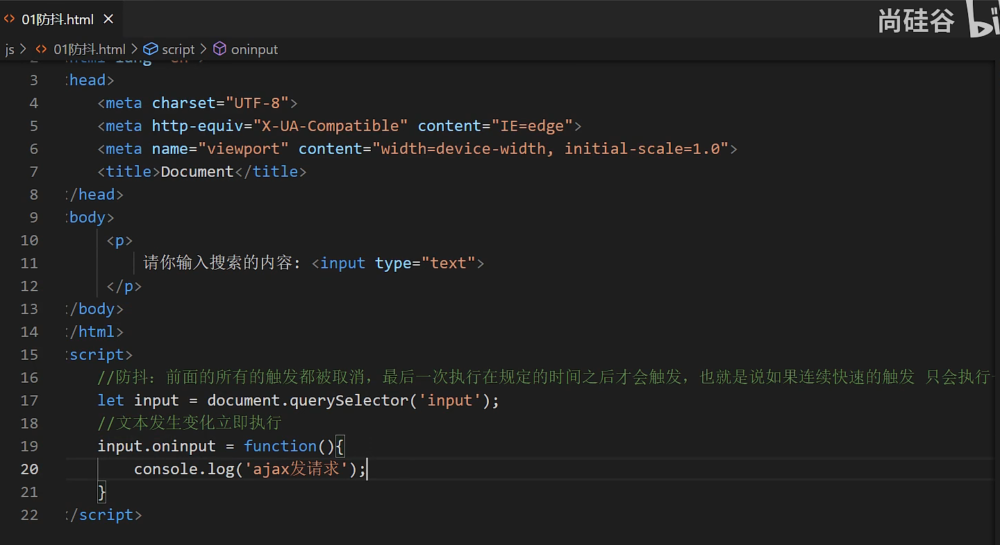 01防抖.html
尚硅谷
js > 01防抖.html > script > oninput
3 head>
4 <meta charset="UTF-8">
5 <meta http-equiv="X-UA-Compatible" content="IE=edge">
6 <meta name="viewport" content="width=device-width, initial-scale=1.0">
7 <title>Document</title>
8 /head>
9 body>
10 <p>
11 请你输入搜索的内容: <input type="text">
12 </p>
13 /body>
14 /html>
15 script>
16 //防抖: 前面的所有的触发都被取消，最后一次执行在规定的时间之后才会触发，也就是说如果连续快速的触发 只会执行
17 let input = document.querySelector('input');
18 //文本发生变化立即执行
19 input.oninput = function(){
20 console.log('ajax发请求');
21 }
22 /script>